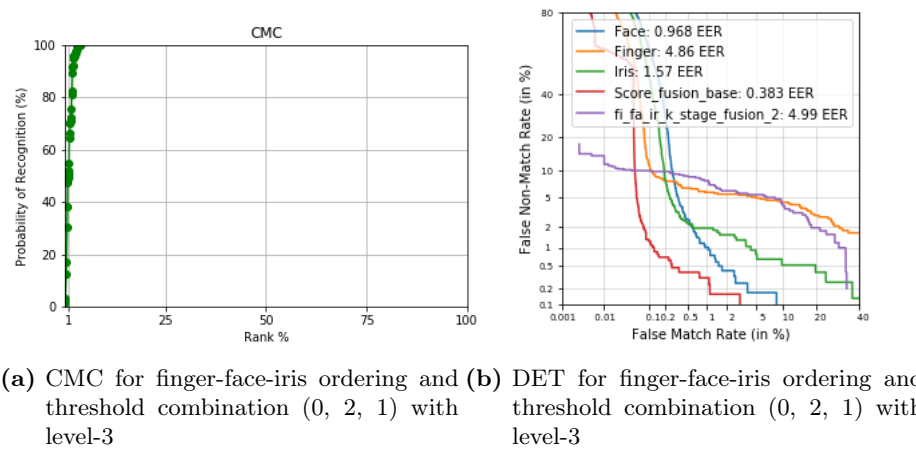 CMC
Probability of Recognition (%)
100
80
60
40
20
0
1
25
50
75
100
Rank %
80
40
20
10
5
2
1
0.5
0.2
0.1
False Non-Match Rate (in %)
Face: 0.968 EER
Finger: 4.86 EER
Iris: 1.57 EER
Score_fusion_base: 0.383 EER
fi_fa_ir_k_stage_fusion_2: 4.99 EER
0.001
0.01
0.1
0.2
0.5
1
2
5
10
20
40
False Match Rate (in %)
(a) CMC for finger-face-iris ordering and
threshold combination (0, 2, 1) with
level-3
(b) DET for finger-face-iris ordering and
threshold combination (0, 2, 1) with
level-3